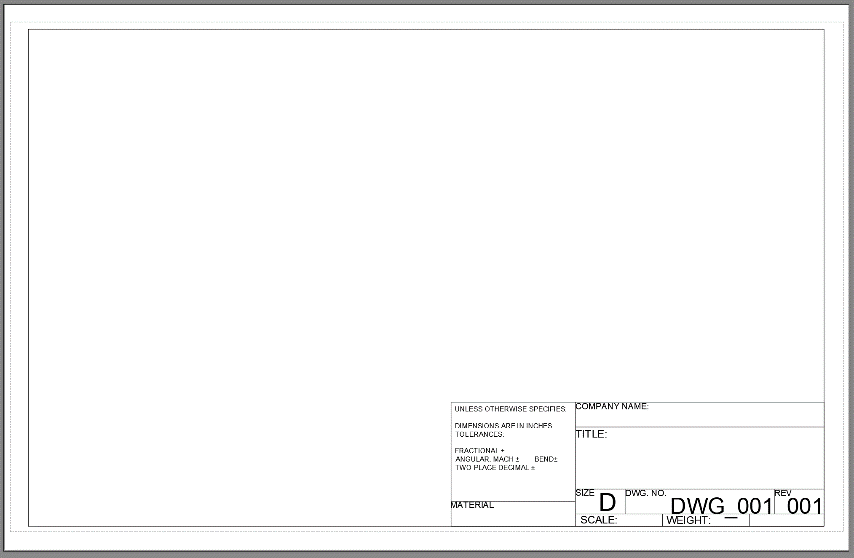 UNLESS OTHERWISE SPECIFIES:
DIMENSIONS ARE IN INCHES
TOLERANCES:
FRACTIONAL ±
ANGULAR: MACH ± BEND±
TWO PLACE DECIMAL ±
MATERIAL
COMPANY NAME:
TITLE:
SIZE
D
DWG. NO.
DWG_001
REV
001
SCALE:
WEIGHT: